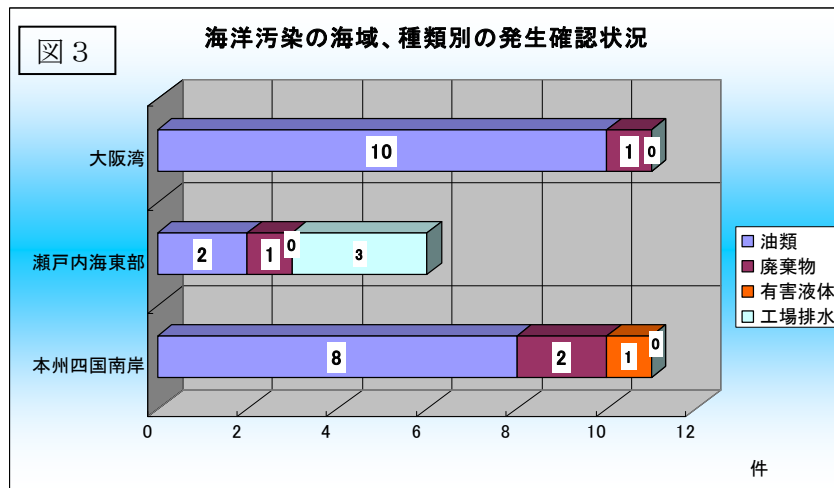 図3
海洋汚染の海域、種類別の発生確認状況
大阪湾
10
1
0
瀬戸内海東部
2
1
0
3
本州四国南岸
8
2
1
0
0 2 4 6 8 10 12
件
油類
廃棄物
有害液体
工場排水